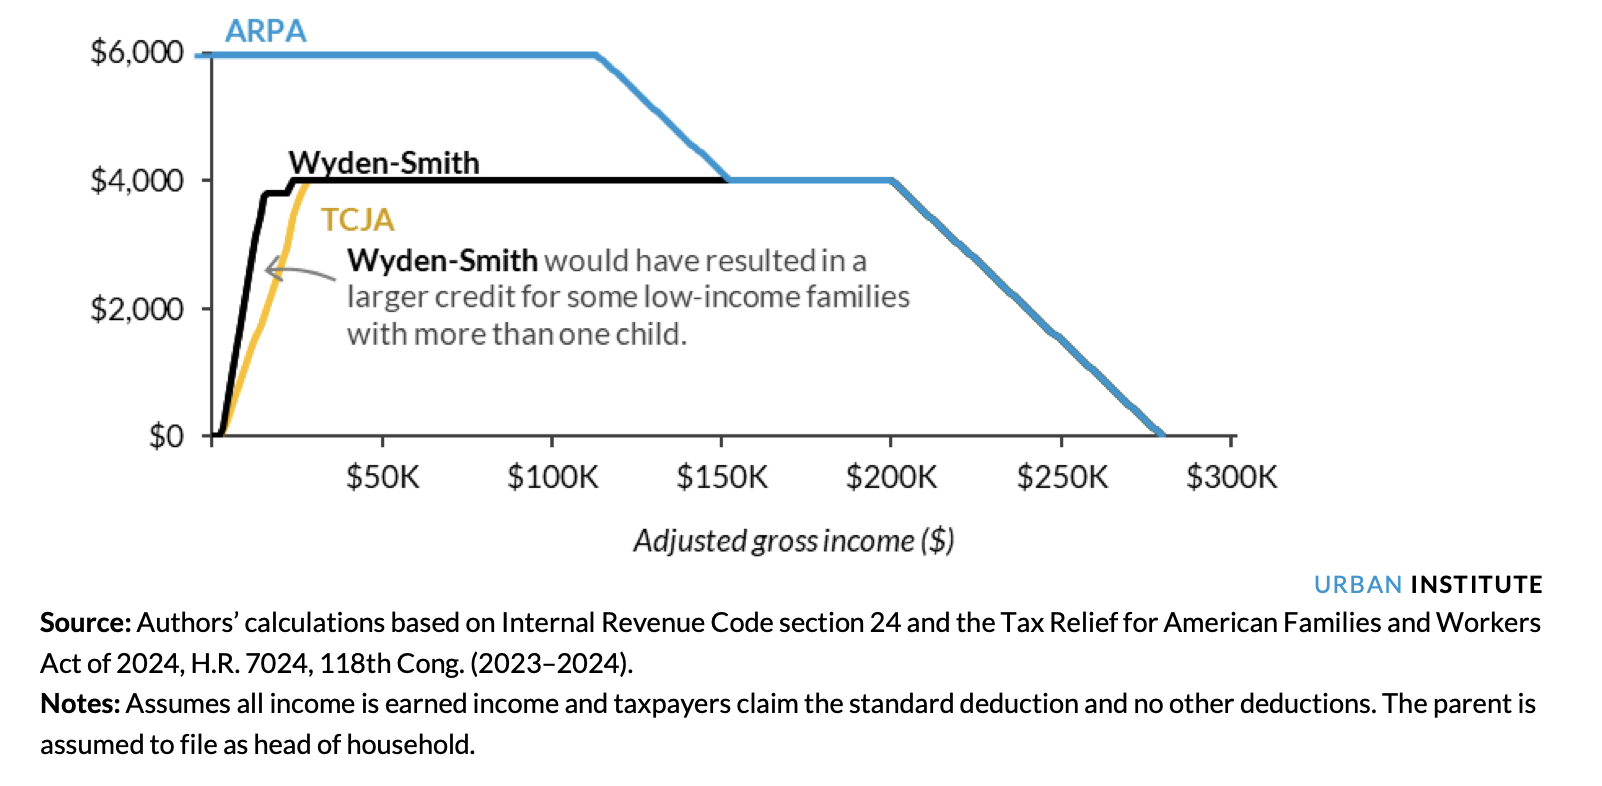 ARPA
$6,000
Wyden-Smith
$4,000
TCJA
Wyden-Smith would have resulted in a
larger credit for some low-income families
$2,000
with more than one child.
$0
$50K $100K $150K $200K $250K $300K
Adjusted gross income ($)
URBAN INSTITUTE
Source: Authors’ calculations based on Internal Revenue Code section 24 and the Tax Relief for American Families and Workers
Act of 2024, H.R. 7024, 118th Cong. (2023–2024).
Notes: Assumes all income is earned income and taxpayers claim the standard deduction and no other deductions. The parent is
assumed to file as head of household.